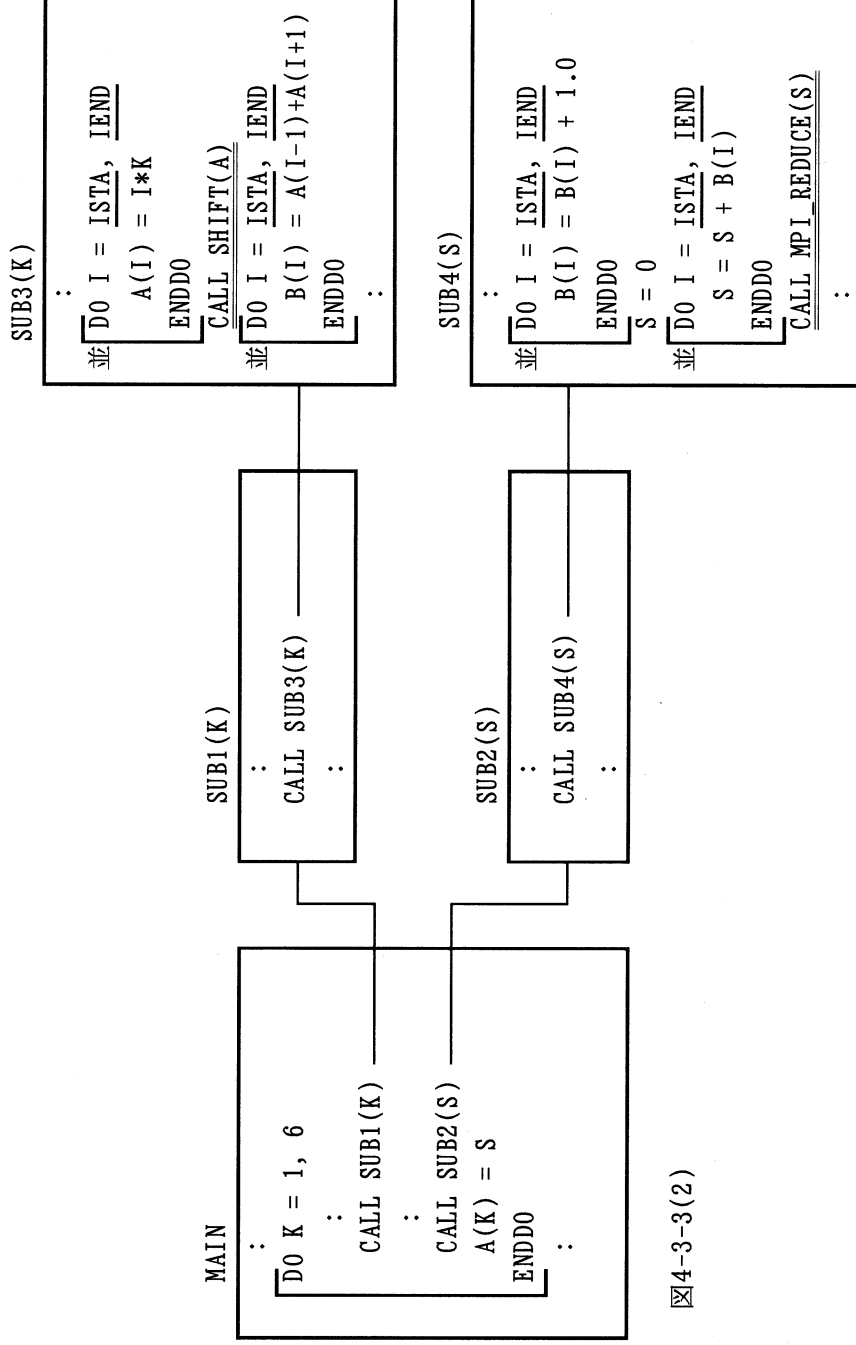 MAIN
:
DO K = 1, 6
:
CALL SUB1(K)
:
CALL SUB2(S)
A(K) = S
ENDDO
:
SUB1(K)
:
CALL SUB3(K)
:
SUB2(S)
:
CALL SUB4(S)
:
SUB3(K)
:
並 DO I = ISTA, IEND
A(I) = I*K
ENDDO
CALL SHIFT(A)
並 DO I = ISTA, IEND
B(I) = A(I-1)+A(I+1)
ENDDO
:
SUB4(S)
:
並 DO I = ISTA, IEND
B(I) = B(I) + 1.0
ENDDO
S = 0
並 DO I = ISTA, IEND
S = S + B(I)
ENDDO
CALL MPI_REDUCE(S)
:
図4-3-3(2)